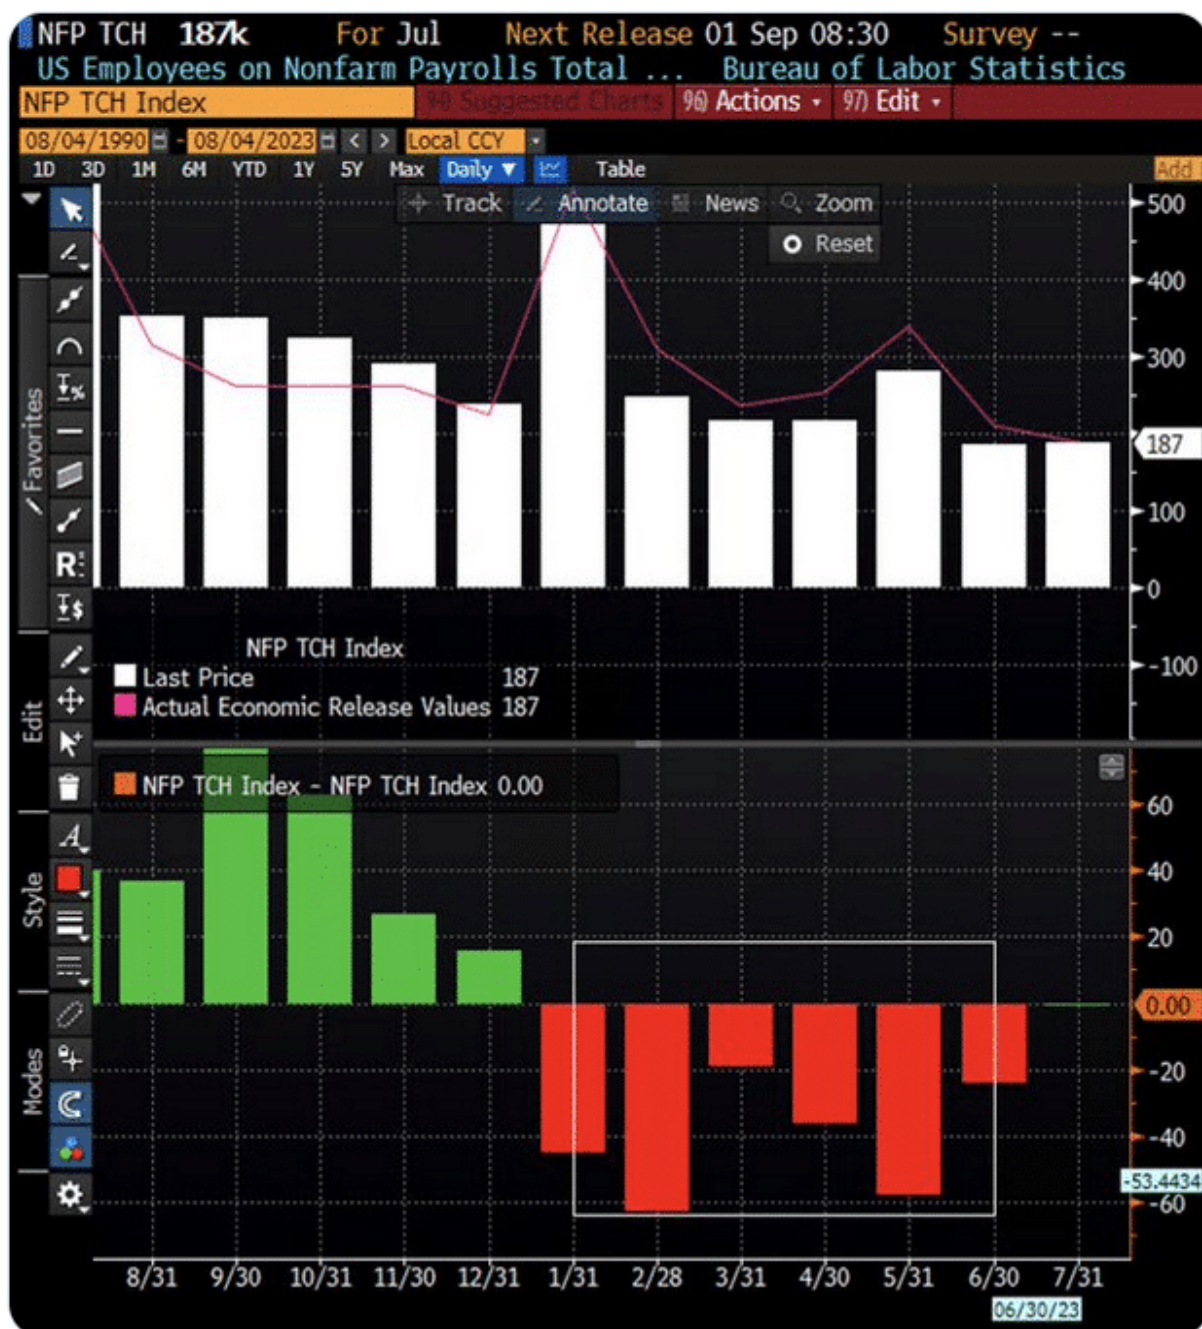 NFP TCH 187k For Jul Next Release 01 Sep 08:30 Survey --
US Employees on Nonfarm Payrolls Total ... Bureau of Labor Statistics
NFP TCH Index 98 Suggested Charts 96) Actions 97) Edit
08/04/1990 - 08/04/2023 < > Local CCY
1D 3D 1M 6M YTD 1Y 5Y Max Daily ▼ Table Add
Track Annotate News Zoom
Reset
500
400
300
187
100
0
-100
Favorites
Edit
Style
Modes
NFP TCH Index
Last Price 187
Actual Economic Release Values 187
NFP TCH Index - NFP TCH Index 0.00
60
40
20
0.00
-20
-40
-53.4434
-60
8/31 9/30 10/31 11/30 12/31 1/31 2/28 3/31 4/30 5/31 6/30 7/31
06/30/23